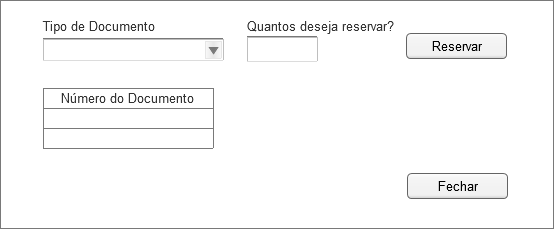 Tipo de Documento
Quantos deseja reservar?
Reservar
Número do Documento
Fechar